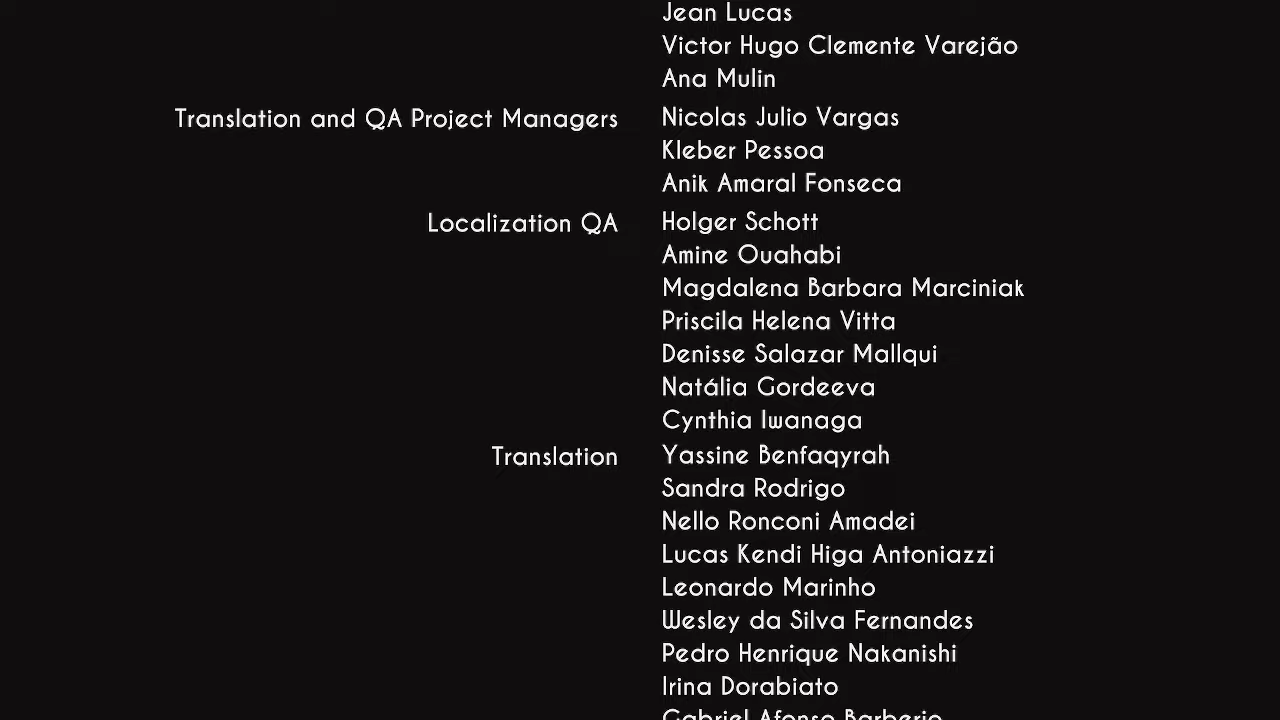 Jean Lucas
Victor Hugo Clemente Varejão
Ana Mulin
Translation and QA Project Managers Nicolas Julio Vargas
Kleber Pessoa
Anik Amaral Fonseca
Localization QA Holger Schott
Amine Ouahabi
Magdalena Barbara Marciniak
Priscila Helena Vitta
Denisse Salazar Mallqui
Natália Gordeeva
Cynthia Iwanaga
Translation Yassine Benfaqyrah
Sandra Rodrigo
Nello Ronconi Amadei
Lucas Kendi Higa Antoniazzi
Leonardo Marinho
Wesley da Silva Fernandes
Pedro Henrique Nakanishi
Irina Dorabiato
Gabriel Afonso Barberio